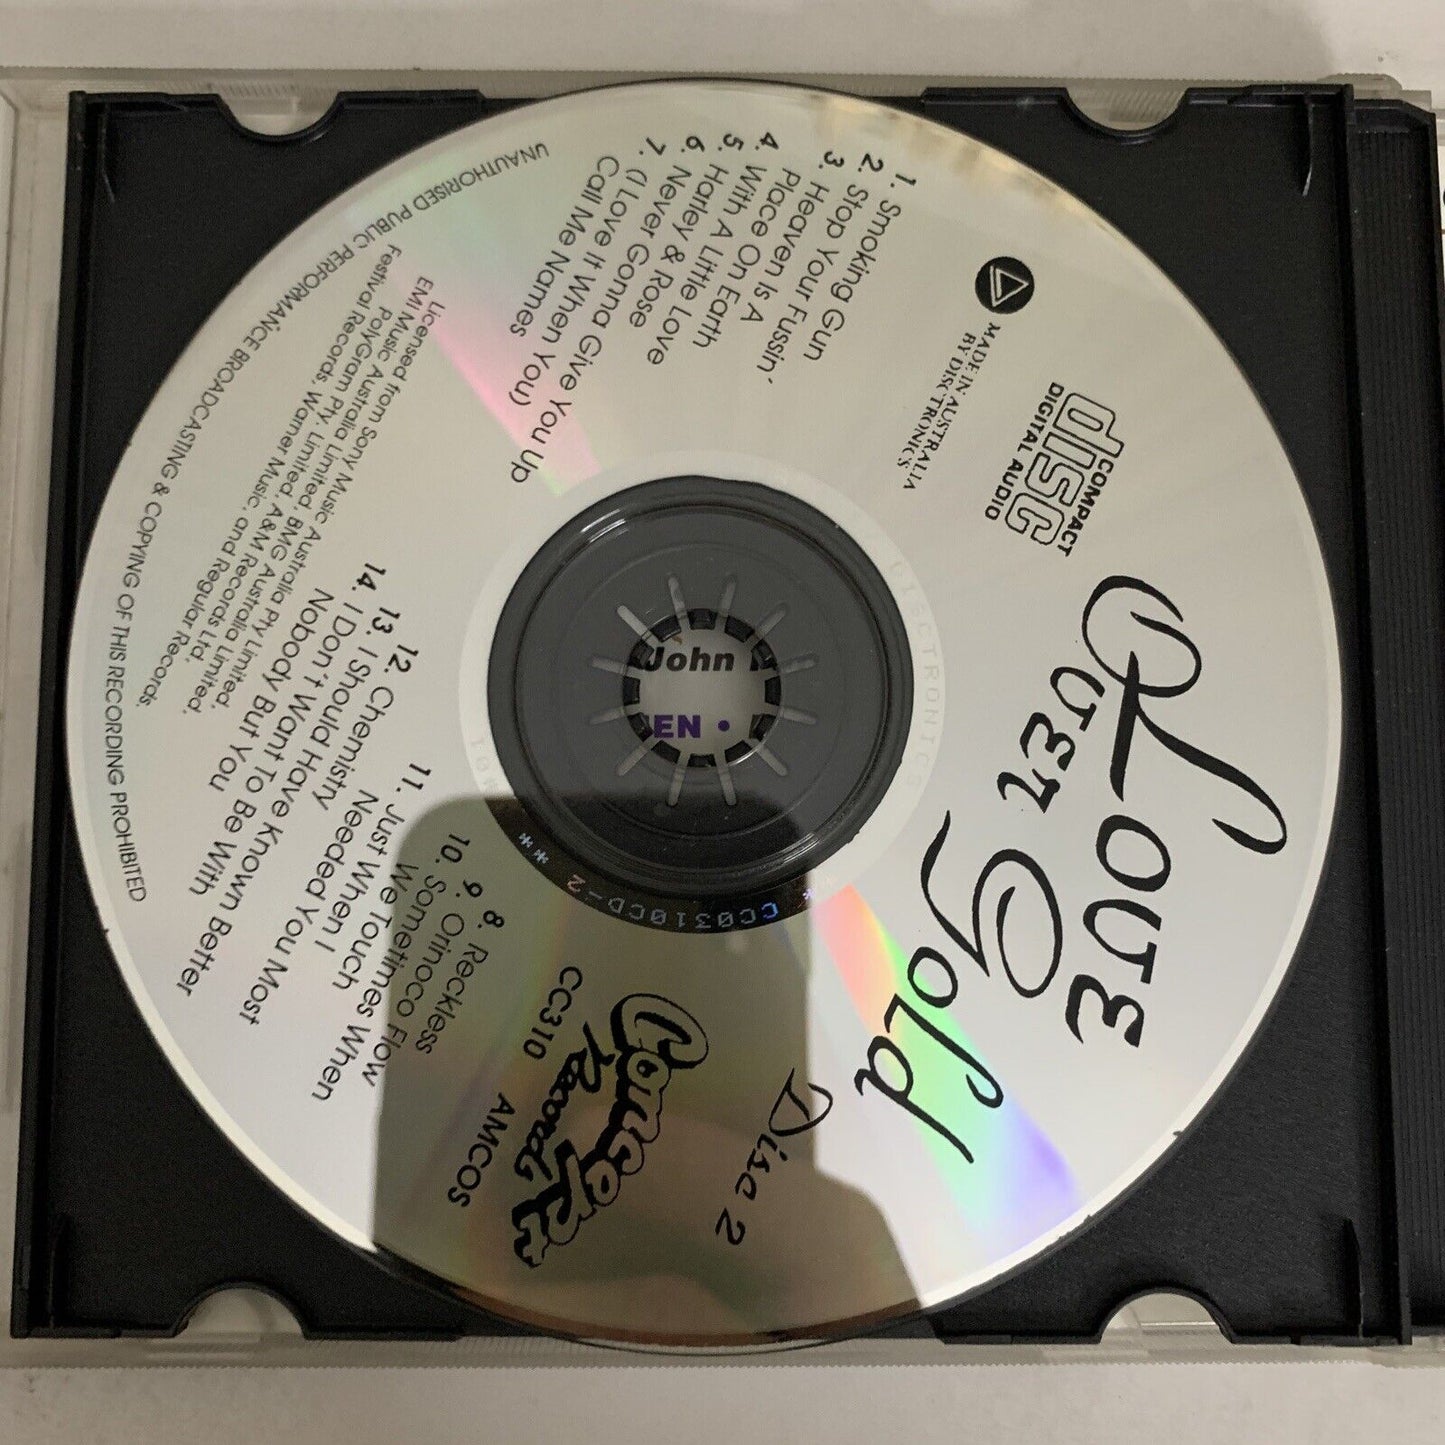 Love
Over
Gold
Disc 2
COMPACT
disc
DIGITAL AUDIO
MADE IN AUSTRALIA
BY DISCTRONICS
1. Smoking Gun
2. Stop Your Fussin'
3. Heaven Is A
Place On Earth
4. With A Little Love
5. Harley & Rose
6. Never Gonna Give You Up
7. (I Love It When You)
Call Me Names
8. Reckless
9. Orinoco Flow
10. Sometimes When
We Touch
11. Just When I
Needed You Most
12. Chemistry
13. I Should Have Known Better
14. I Don't Want To Be With
Nobody But You
Concept
Records
CC310 AMCOS
Licensed from Sony Music Australia Pty Limited,
EMI Music Australia Limited, BMG Australia Limited,
PolyGram Pty. Limited, A&M Records Ltd,
Festival Records, Warner Music, and Regular Records.
UNAUTHORISED PUBLIC PERFORMANCE BROADCASTING & COPYING OF THIS RECORDING PROHIBITED
CC0310CD-2
John
EN •